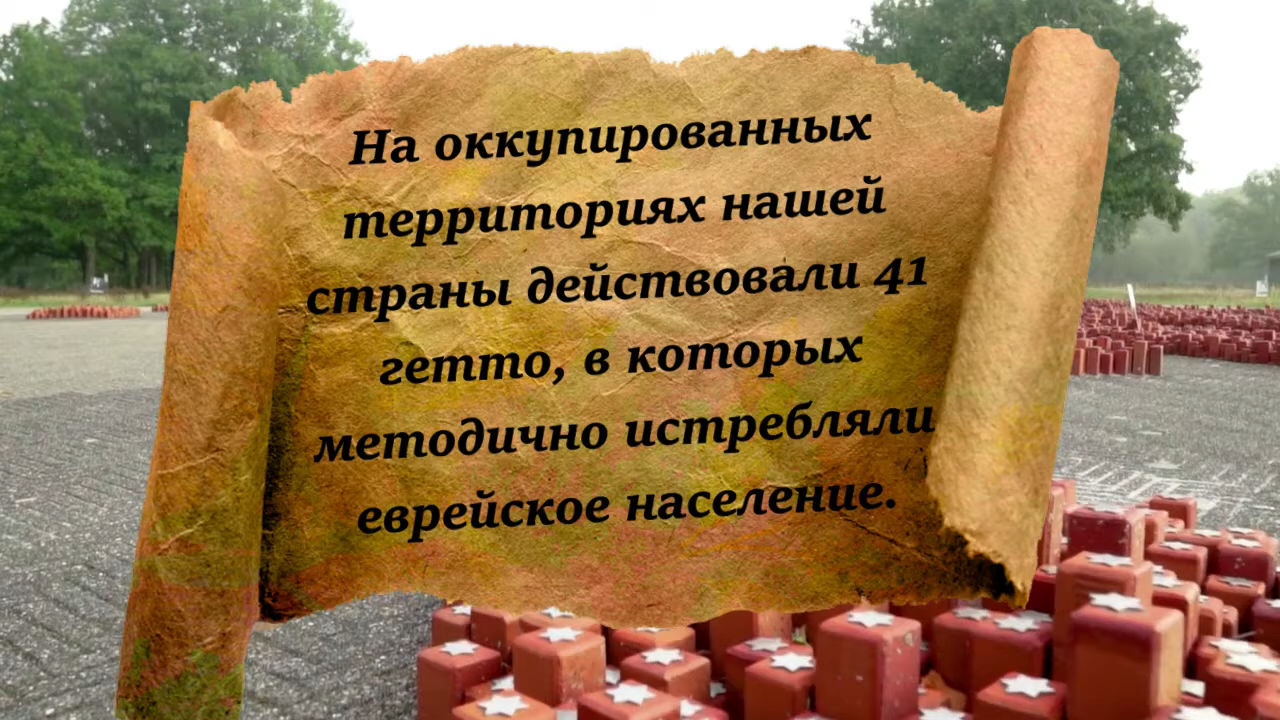 На оккупированных
территориях нашей
страны действовали 41
гетто, в которых
методично истребляли
еврейское население.